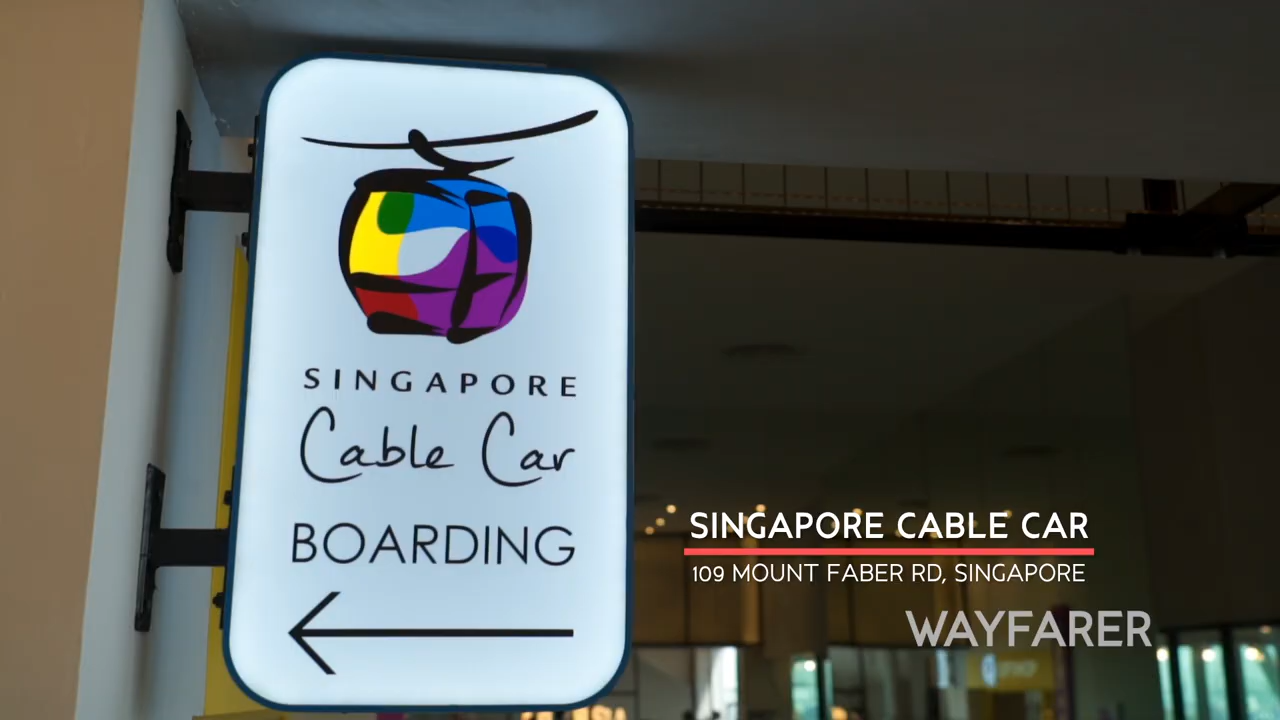 SINGAPORE
Cable Car
BOARDING
SINGAPORE CABLE CAR
109 MOUNT FABER RD, SINGAPORE
WAYFARER